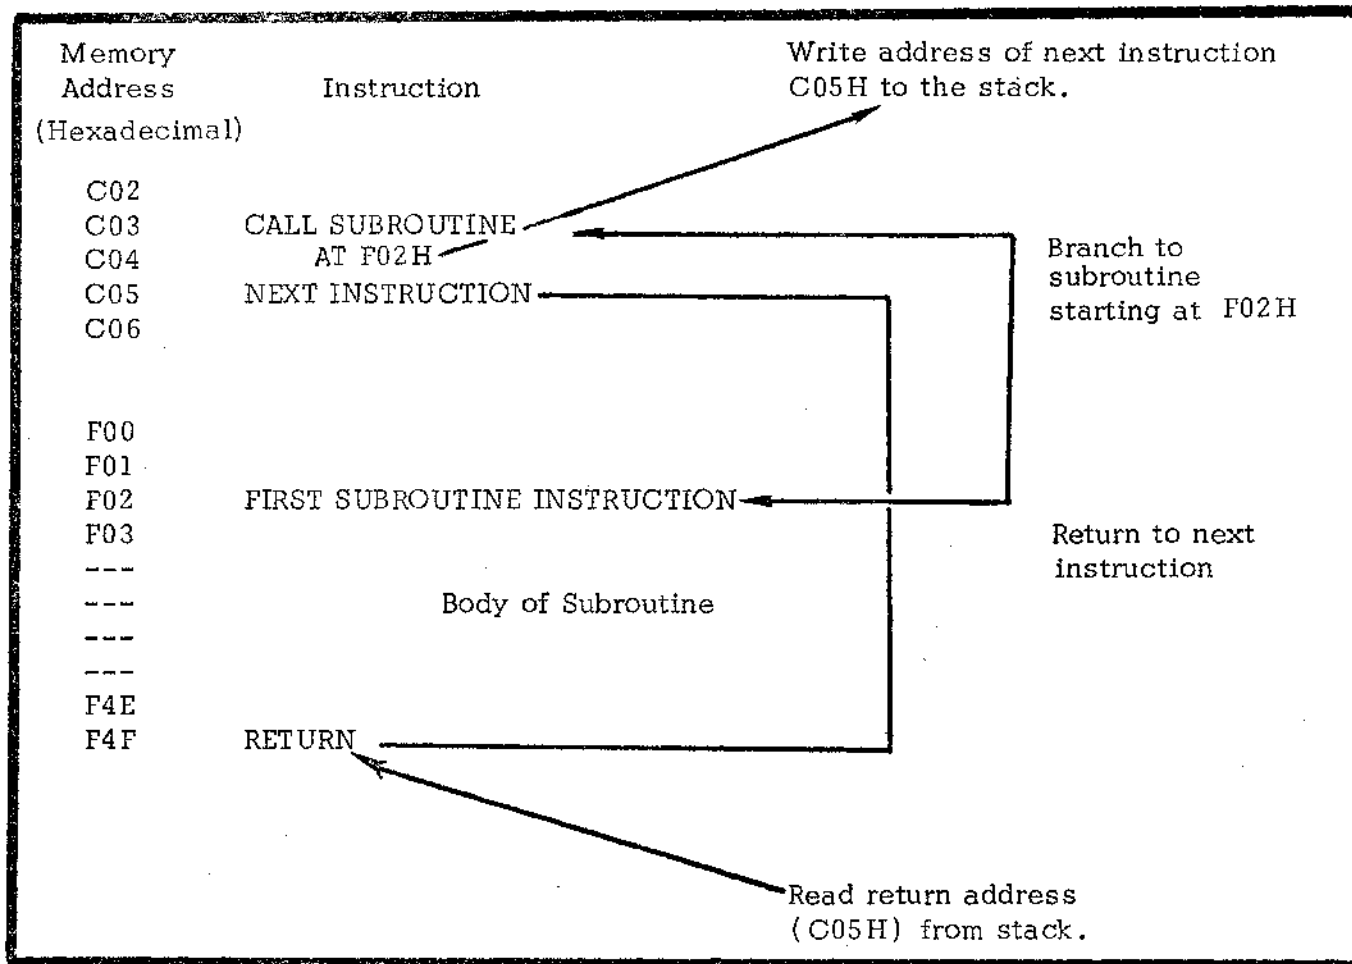 Memory
Address Instruction
(Hexadecimal)
Write address of next instruction
C05H to the stack.
C02
C03 CALL SUBROUTINE
C04 AT F02H
C05 NEXT INSTRUCTION
C06
Branch to
subroutine
starting at F02H
F00
F01
F02 FIRST SUBROUTINE INSTRUCTION
F03
Return to next
instruction
---
--- Body of Subroutine
---
---
F4E
F4F RETURN
Read return address
(C05H) from stack.